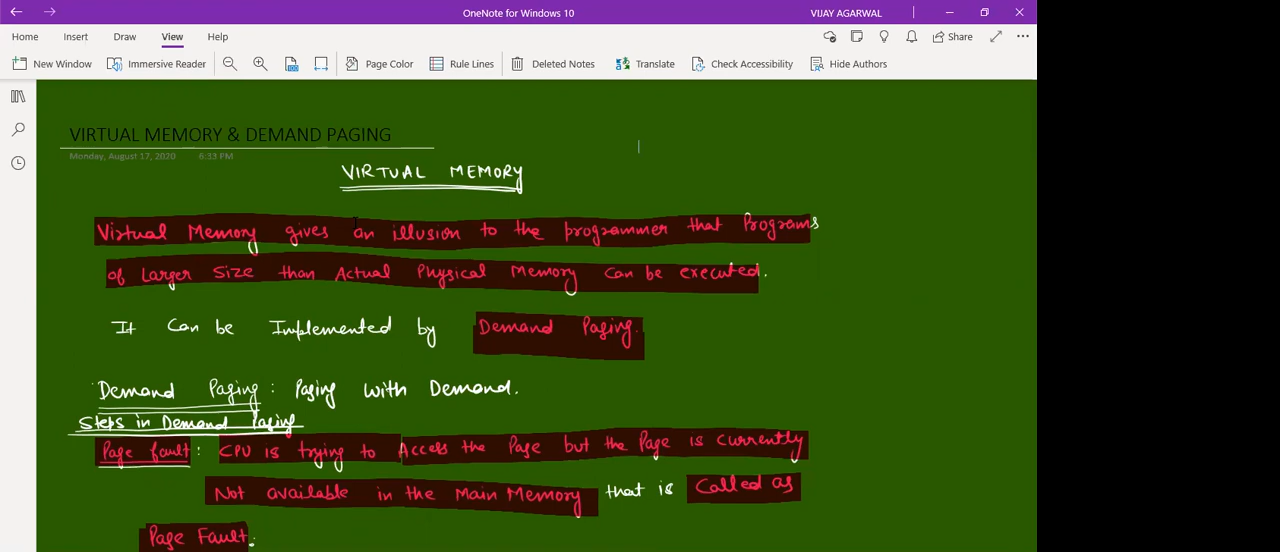 OneNote for Windows 10
VIJAY AGARWAL
Home Insert Draw View Help
Share
New Window Immersive Reader Page Color Rule Lines Deleted Notes Translate Check Accessibility Hide Authors
VIRTUAL MEMORY & DEMAND PAGING
Monday, August 17, 2020 6:33 PM
VIRTUAL MEMORY
Virtual Memory gives an illusion to the programmer that Programs
of Larger Size than Actual Physical Memory Can be executed.
It Can be Implemented by Demand Paging.
Demand Paging: Paging with Demand.
Steps in Demand Paging
Page fault: CPU is trying to Access the Page but the Page is currently
Not available in the Main Memory that is Called as
Page Fault.